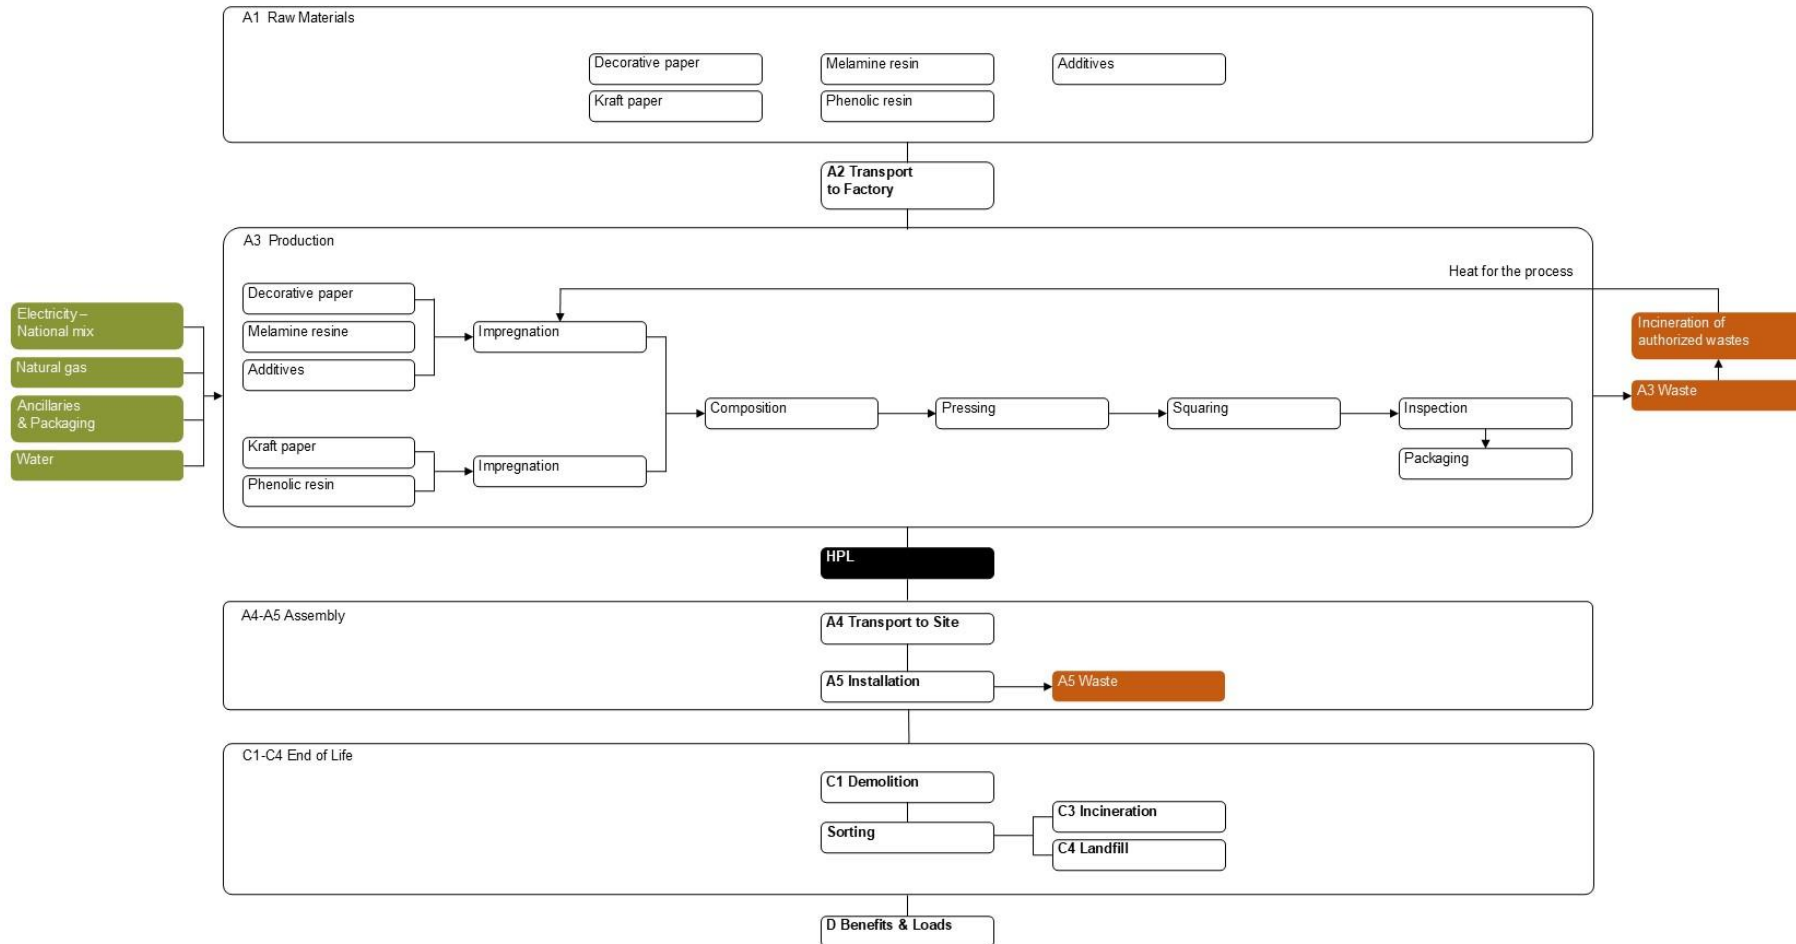 A1 Raw Materials
Decorative paper
Melamine resin
Additives
Kraft paper
Phenolic resin
A2 Transport
to Factory
A3 Production
Heat for the process
Decorative paper
Melamine resine
Additives
Impregnation
Kraft paper
Phenolic resin
Impregnation
Composition
Pressing
Squaring
Inspection
Packaging
Electricity –
National mix
Natural gas
Ancillaries
& Packaging
Water
Incineration of
authorized wastes
A3 Waste
HPL
A4-A5 Assembly
A4 Transport to Site
A5 Installation
A5 Waste
C1-C4 End of Life
C1 Demolition
Sorting
C3 Incineration
C4 Landfill
D Benefits & Loads